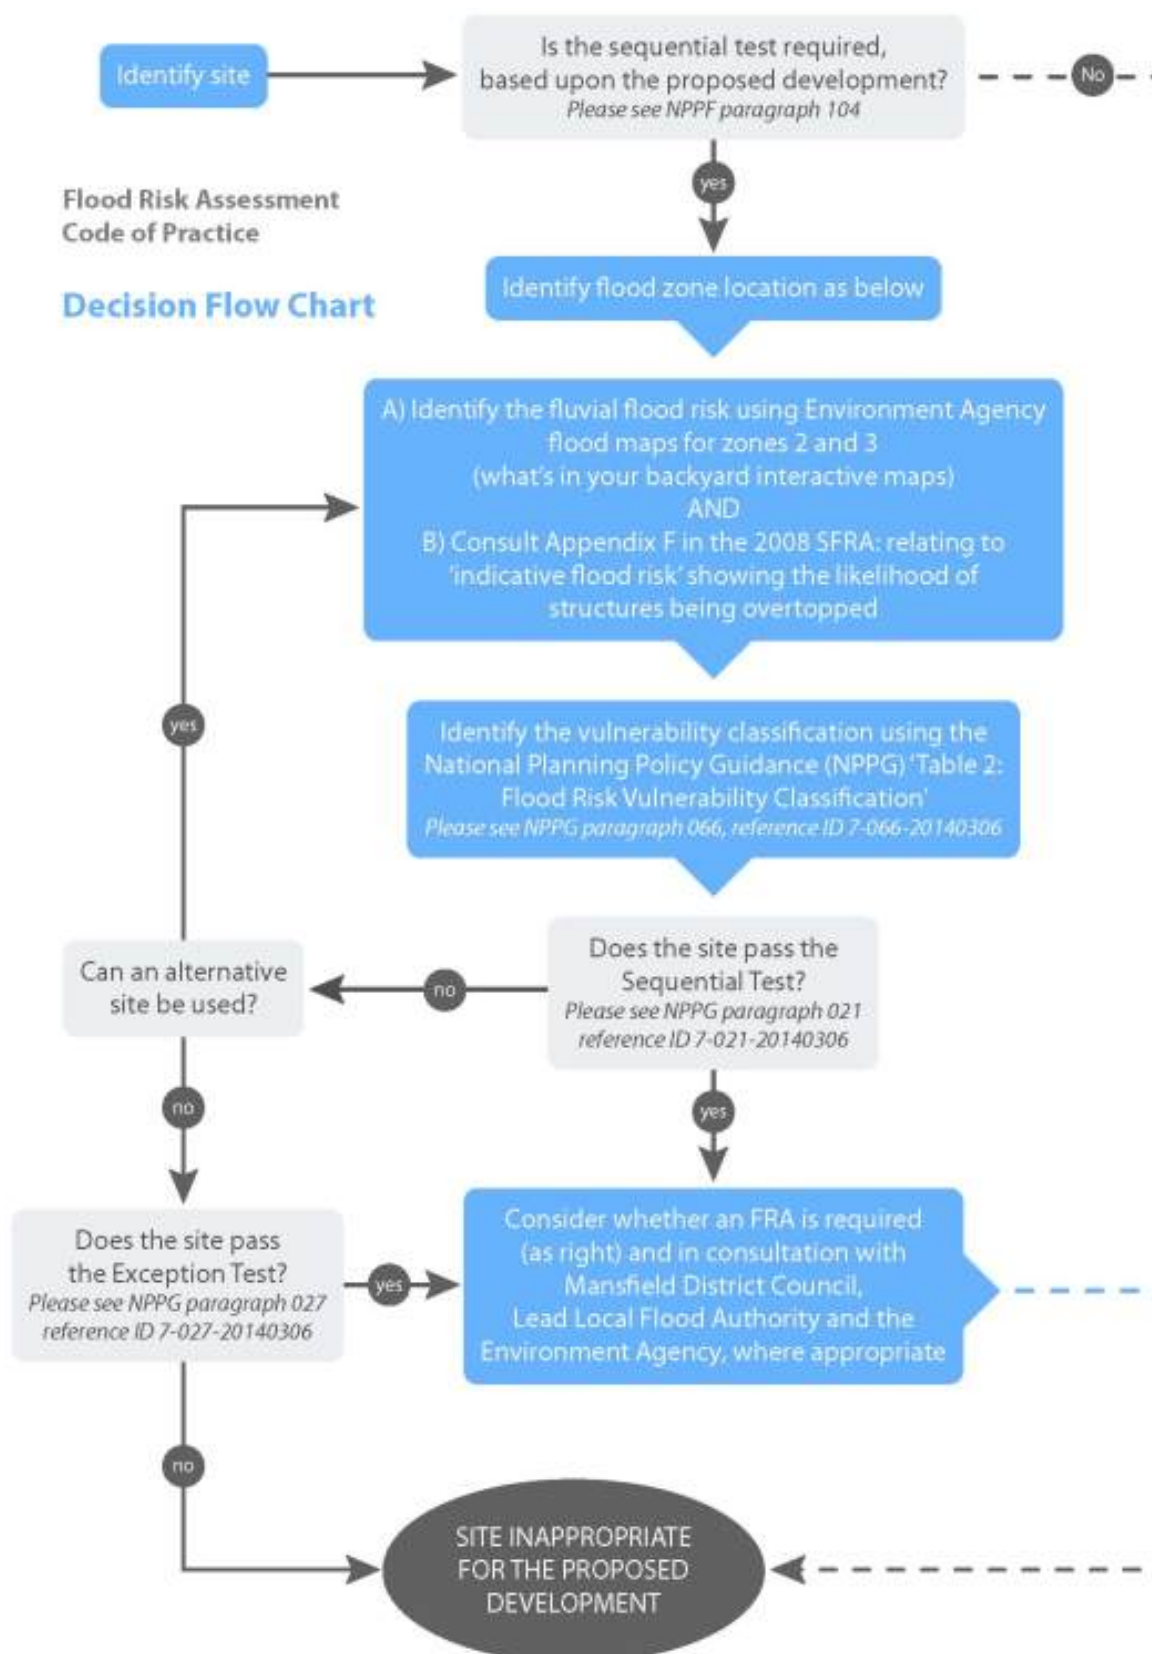 Identify site
Is the sequential test required,
based upon the proposed development?
Please see NPPF paragraph 104
No
yes
Flood Risk Assessment
Code of Practice
Decision Flow Chart
Identify flood zone location as below
A) Identify the fluvial flood risk using Environment Agency
flood maps for zones 2 and 3
(what's in your backyard interactive maps)
AND
B) Consult Appendix F in the 2008 SFRA: relating to
'indicative flood risk' showing the likelihood of
structures being overtopped
yes
Identify the vulnerability classification using the
National Planning Policy Guidance (NPPG) 'Table 2:
Flood Risk Vulnerability Classification'
Please see NPPG paragraph 066, reference ID 7-066-20140306
Can an alternative
site be used?
no
Does the site pass the
Sequential Test?
Please see NPPG paragraph 021
reference ID 7-021-20140306
no
yes
Does the site pass
the Exception Test?
Please see NPPG paragraph 027
reference ID 7-027-20140306
yes
Consider whether an FRA is required
(as right) and in consultation with
Mansfield District Council,
Lead Local Flood Authority and the
Environment Agency, where appropriate
no
SITE INAPPROPRIATE
FOR THE PROPOSED
DEVELOPMENT